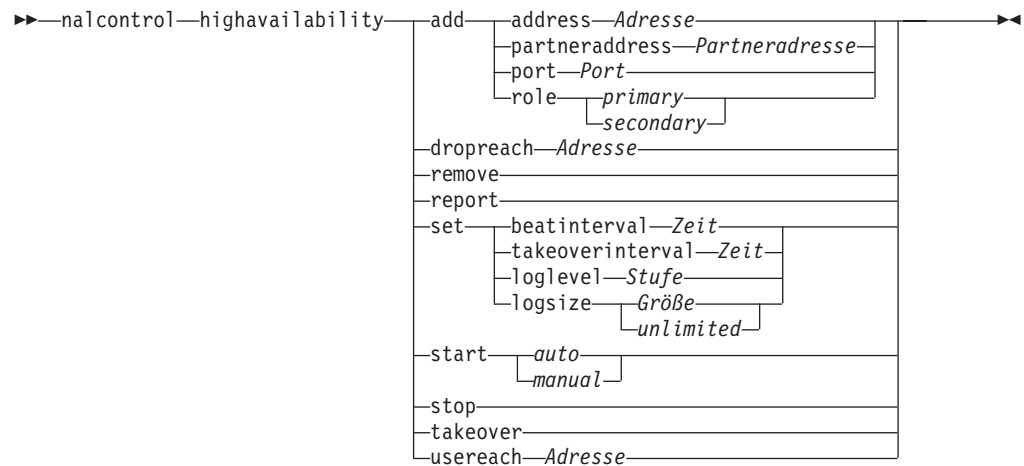 nalcontrol highavailability add address Adresse
partneraddress Partneradresse
port Port
role primary
secondary
dropreach Adresse
remove
report
set beatinterval Zeit
takeoverinterval Zeit
loglevel Stufe
logsize Größe
unlimited
start auto
manual
stop
takeover
usereach Adresse